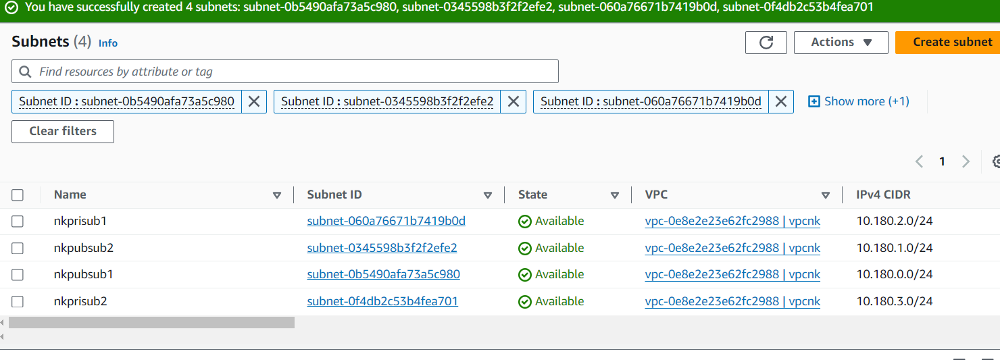 You have successfully created 4 subnets: subnet-0b5490afa73a5c980, subnet-0345598b3f2f2efe2, subnet-060a76671b7419b0d, subnet-0f4db2c53b4fea701
Subnets (4) Info
Actions
Create subnet
Find resources by attribute or tag
Subnet ID : subnet-0b5490afa73a5c980
Subnet ID : subnet-0345598b3f2f2efe2
Subnet ID : subnet-060a76671b7419b0d
Show more (+1)
Clear filters
1
Name Subnet ID State VPC IPv4 CIDR
nkprisub1 subnet-060a76671b7419b0d Available vpc-0e8e2e23e62fc2988 | vpcnk 10.180.2.0/24
nkpubsub2 subnet-0345598b3f2f2efe2 Available vpc-0e8e2e23e62fc2988 | vpcnk 10.180.1.0/24
nkpubsub1 subnet-0b5490afa73a5c980 Available vpc-0e8e2e23e62fc2988 | vpcnk 10.180.0.0/24
nkprisub2 subnet-0f4db2c53b4fea701 Available vpc-0e8e2e23e62fc2988 | vpcnk 10.180.3.0/24